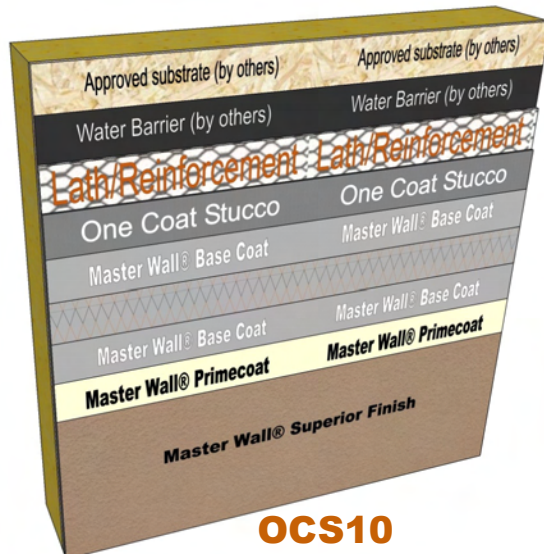 Approved substrate (by others) Approved substrate (by others)
Water Barrier (by others) Water Barrier (by others)
Lath/Reinforcement Lath/Reinforcement
One Coat Stucco One Coat Stucco
Master Wall® Base Coat Master Wall® Base Coat
Master Wall® Base Coat Master Wall® Base Coat
Master Wall® Primecoat Master Wall® Primecoat
Master Wall® Superior Finish
OCS10